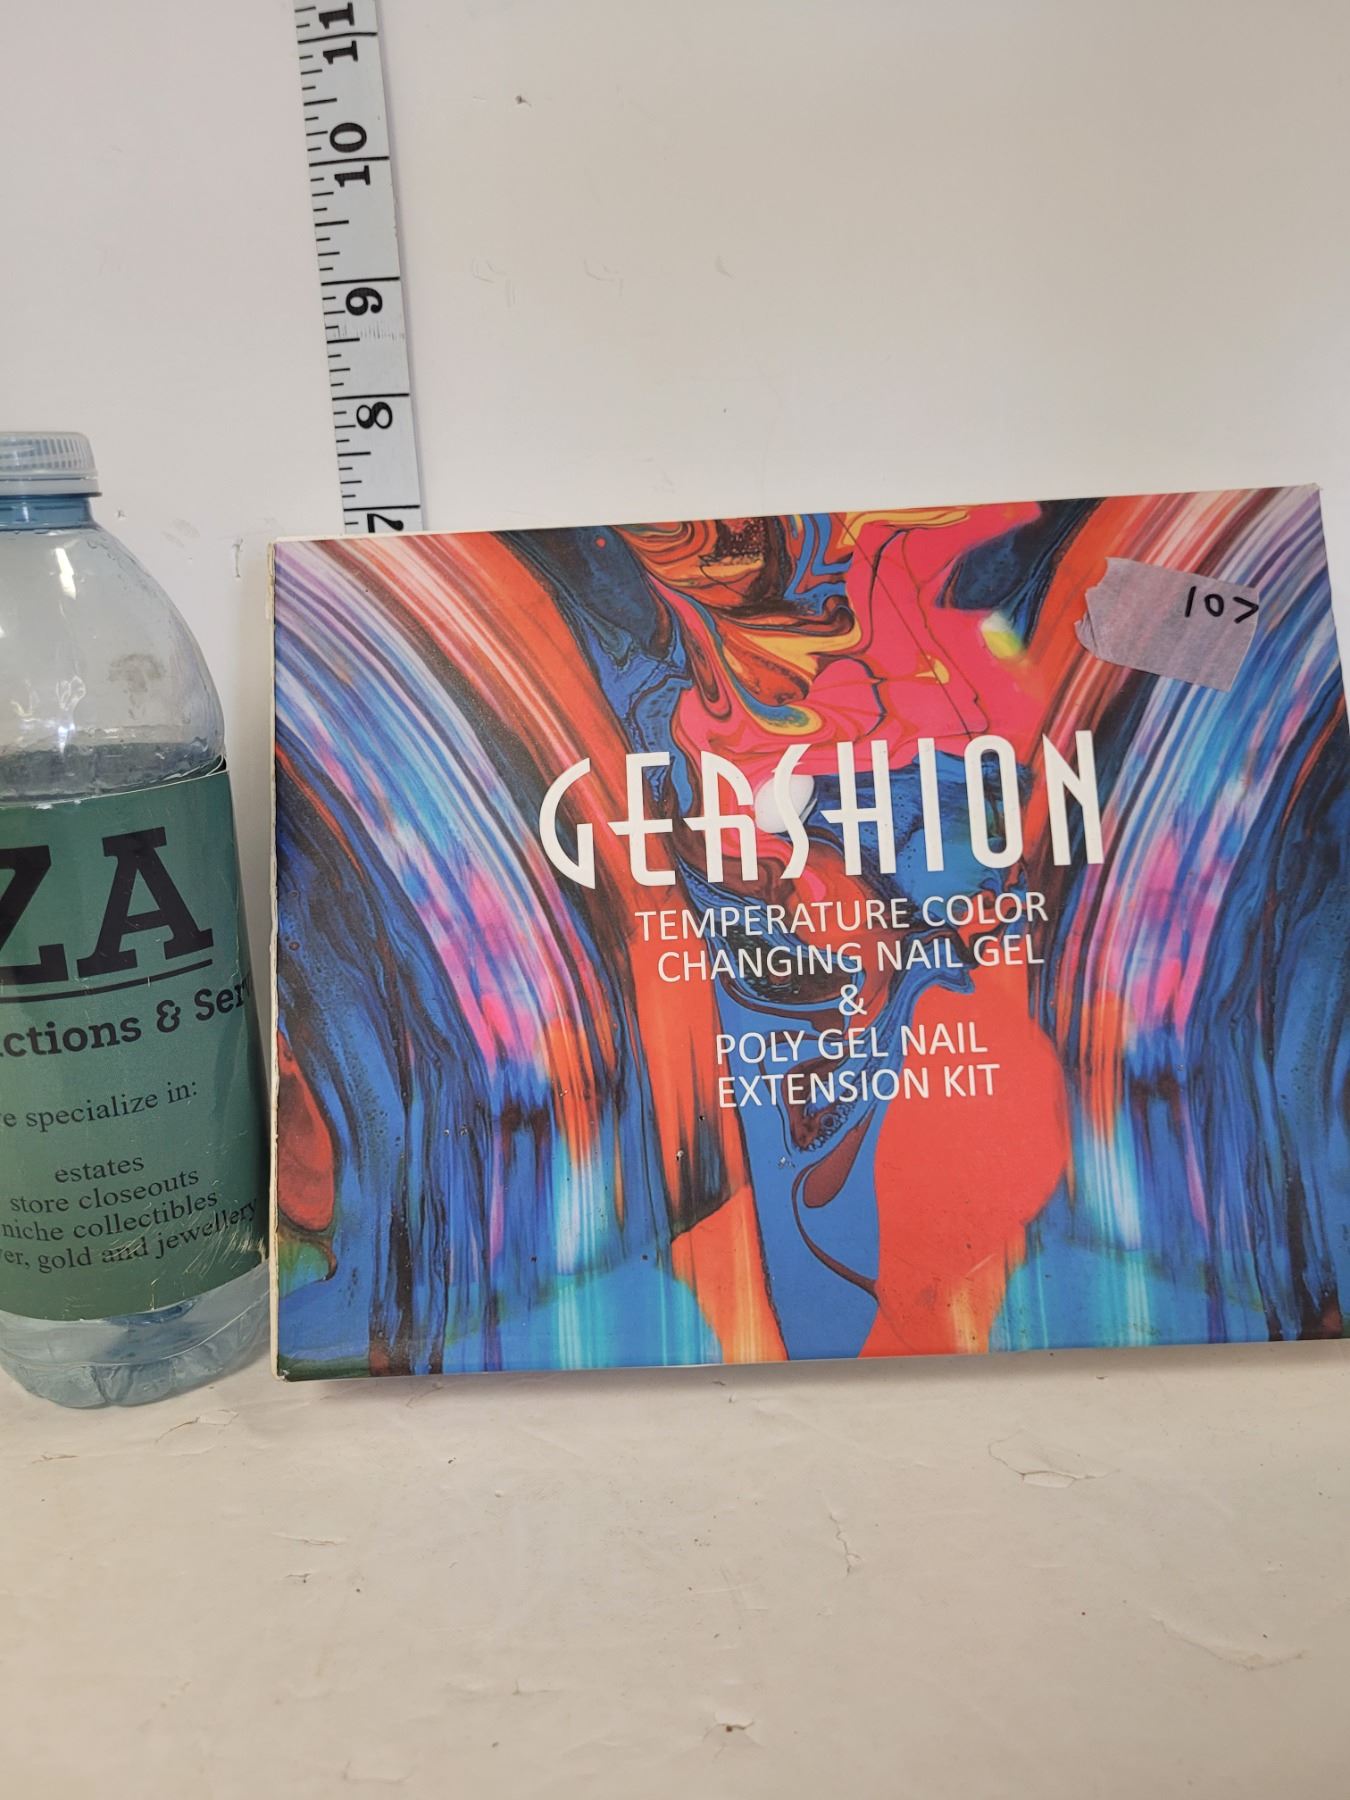 11
10
9
8
7
107
GERSHION
TEMPERATURE COLOR
CHANGING NAIL GEL
&
POLY GEL NAIL
EXTENSION KIT
ZA
ctions & Ser
e specialize in:
estates
store closeouts
niche collectibles
er, gold and jewellery